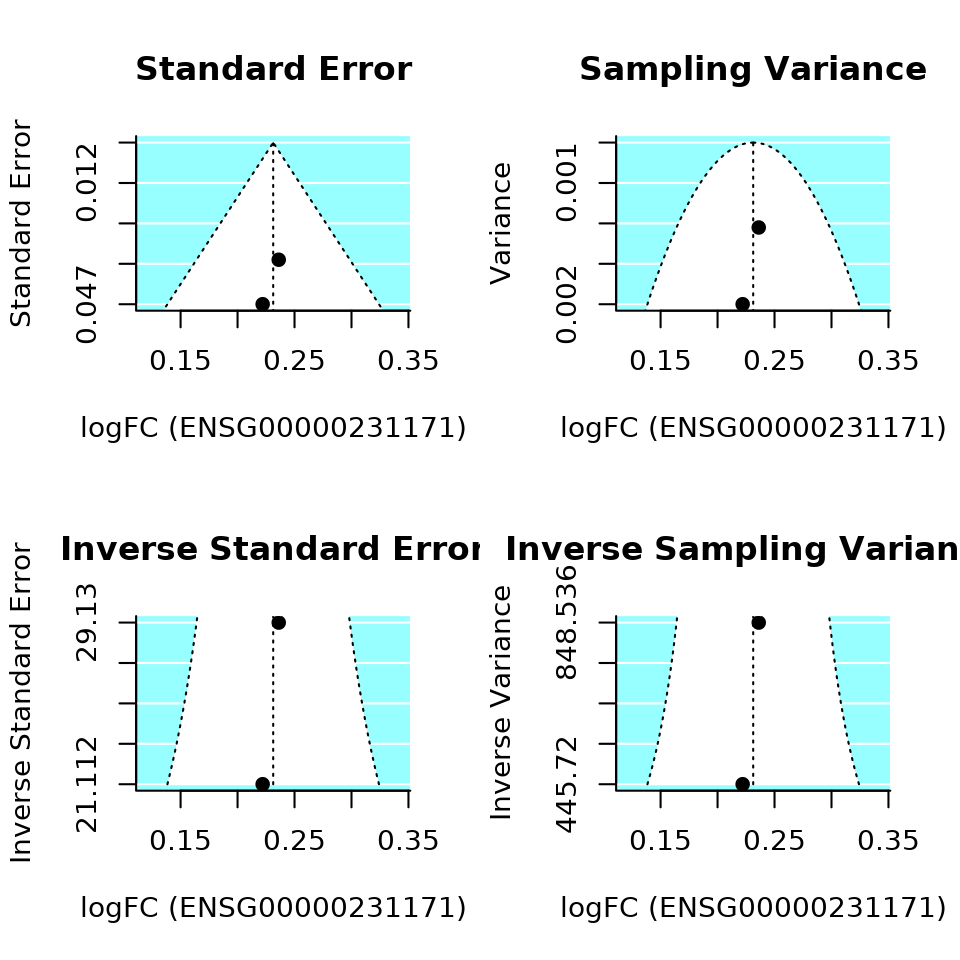 Standard Error
Standard Error
0.012
0.047
0.15 0.25 0.35
logFC (ENSG00000231171)
Sampling Variance
Variance
0.001
0.002
0.15 0.25 0.35
logFC (ENSG00000231171)
Inverse Standard Error
Inverse Standard Error
29.13
21.112
0.15 0.25 0.35
logFC (ENSG00000231171)
Inverse Sampling Varian
Inverse Variance
848.536
445.72
0.15 0.25 0.35
logFC (ENSG00000231171)